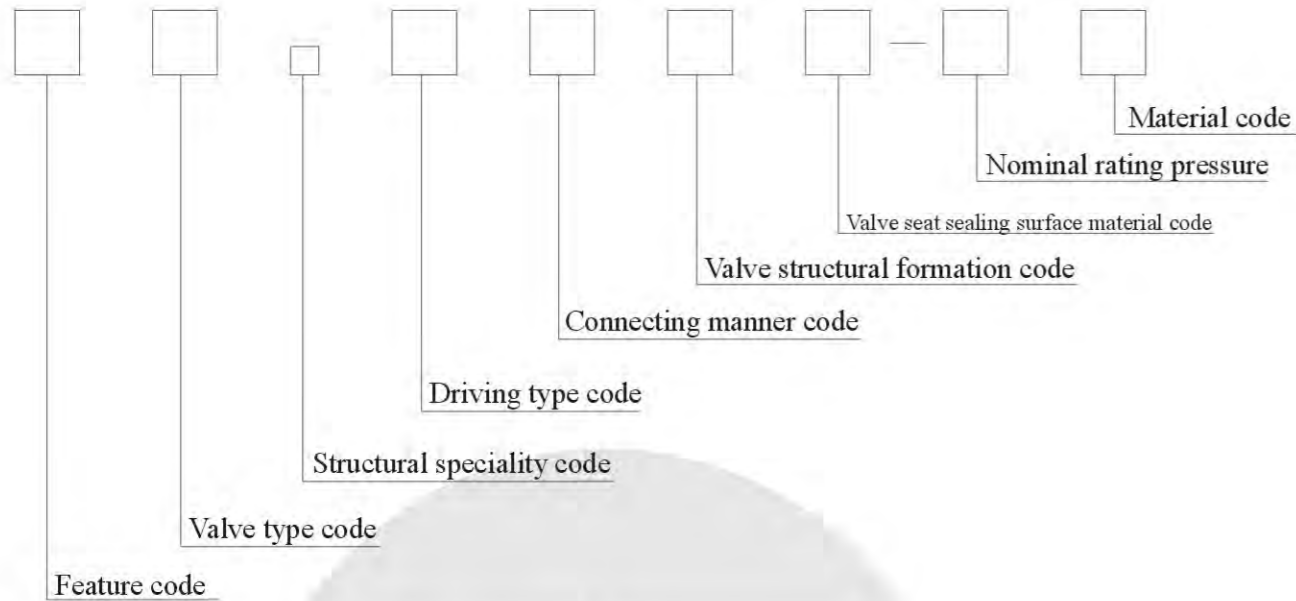 Material code
Nominal rating pressure
Valve seat sealing surface material code
Valve structural formation code
Connecting manner code
Driving type code
Structural speciality code
Valve type code
Feature code